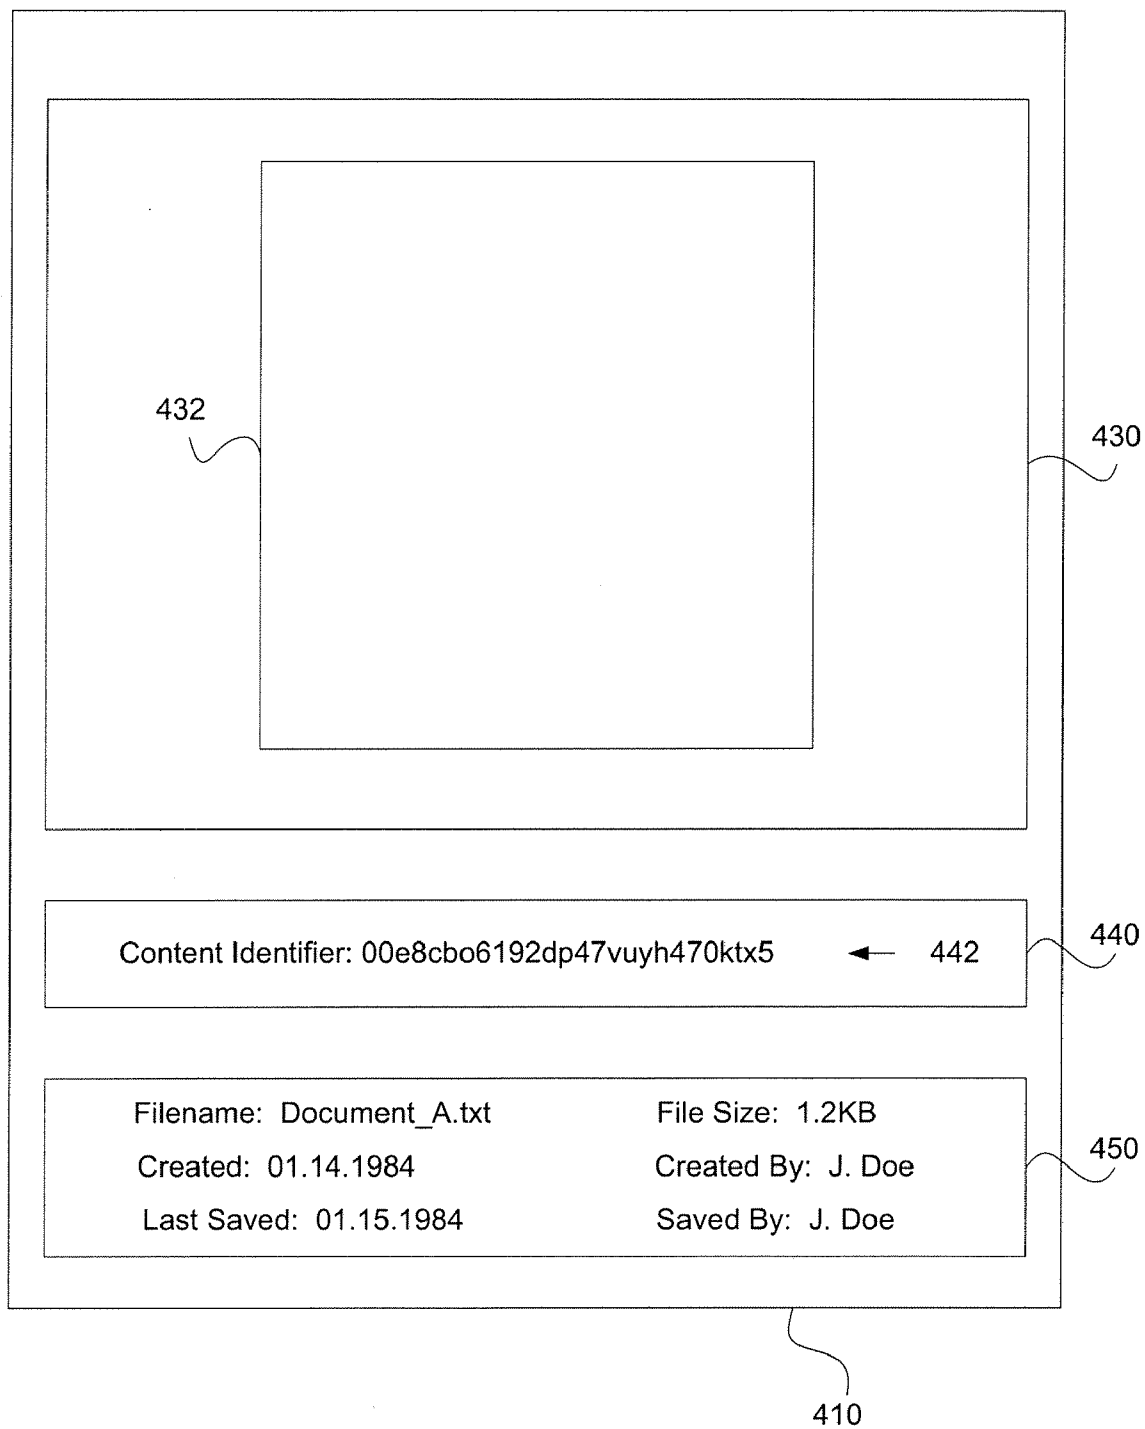 432
430
Content Identifier: 00e8cbo6192dp47vuyh470ktx5
442
440
Filename: Document_A.txt File Size: 1.2KB
Created: 01.14.1984 Created By: J. Doe
450
Last Saved: 01.15.1984 Saved By: J. Doe
410